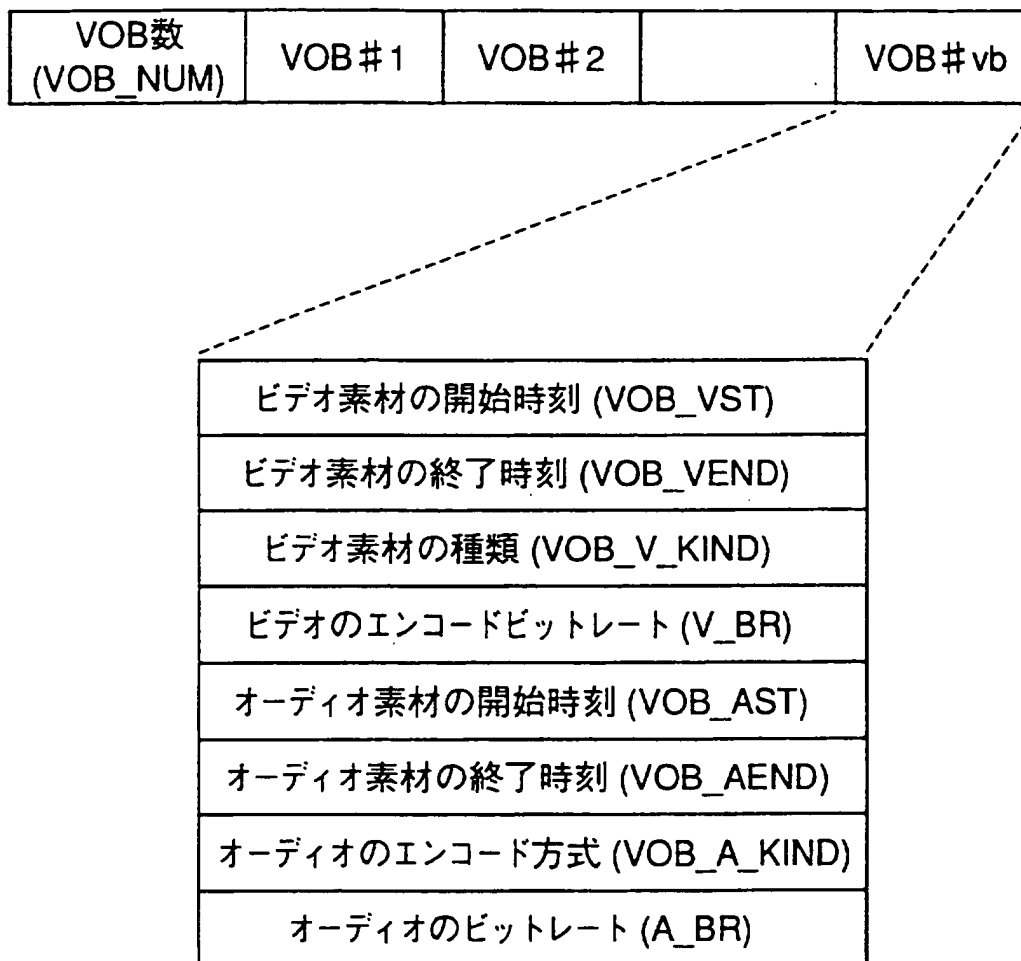 VOB数
(VOB_NUM)
VOB＃1
VOB＃2
VOB＃vb
ビデオ素材の開始時刻 (VOB_VST)
ビデオ素材の終了時刻 (VOB_VEND)
ビデオ素材の種類 (VOB_V_KIND)
ビデオのエンコードビットレート (V_BR)
オーディオ素材の開始時刻 (VOB_AST)
オーディオ素材の終了時刻 (VOB_AEND)
オーディオのエンコード方式 (VOB_A_KIND)
オーディオのビットレート (A_BR)